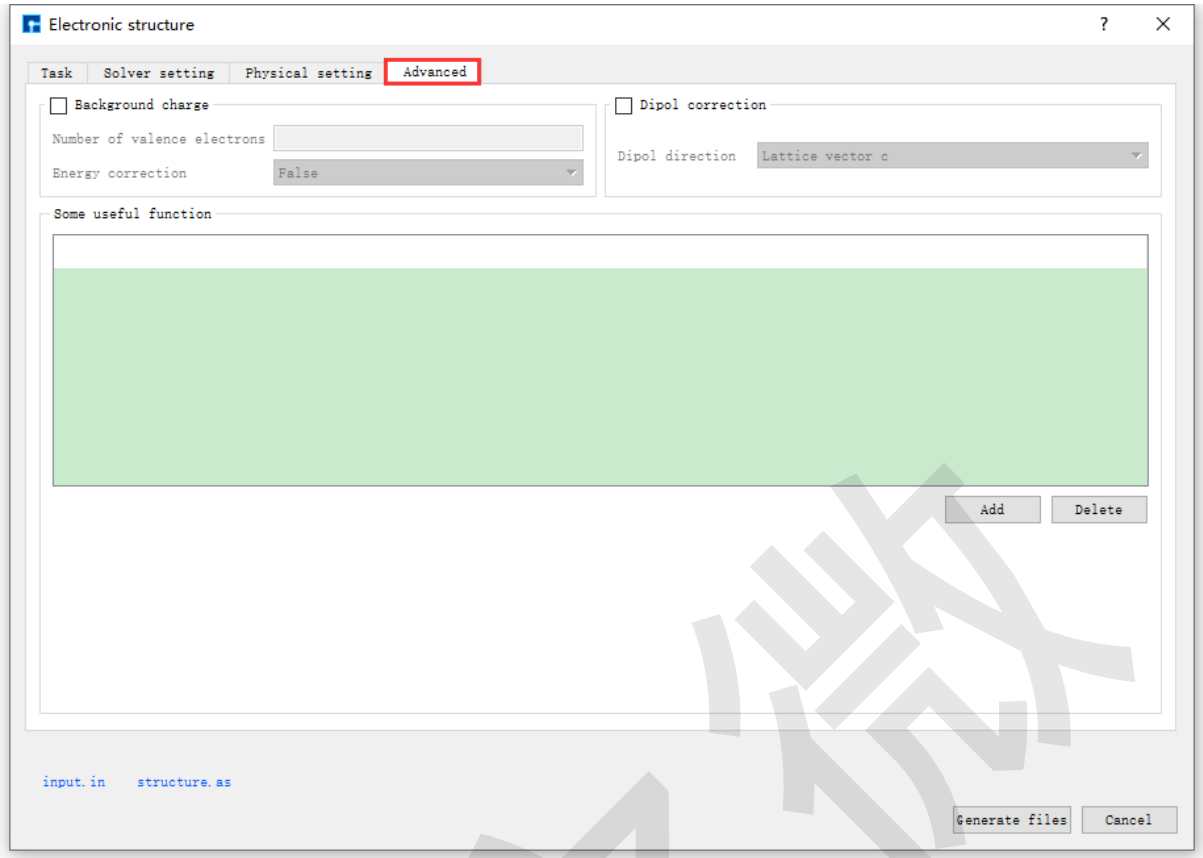 Electronic structure
?
Task Solver setting Physical setting Advanced
Background charge
Number of valence electrons
Energy correction False
Dipol correction
Dipol direction Lattice vector c
Some useful function
Add Delete
input.in structure.as
Generate files Cancel
微